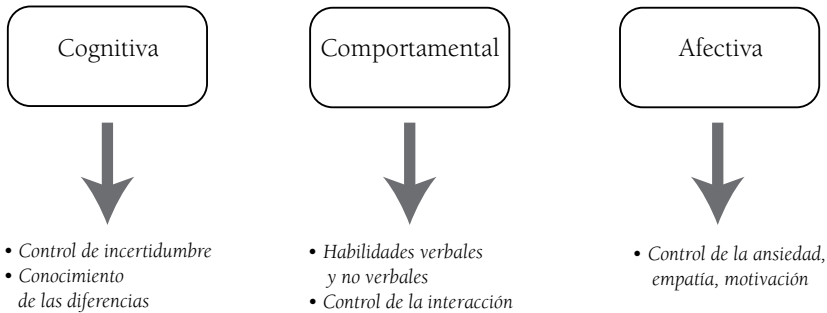 Cognitiva
Comportamental
Afectiva
• Control de incertidumbre
• Conocimiento
de las diferencias
• Habilidades verbales
y no verbales
• Control de la interacción
• Control de la ansiedad,
empatía, motivación